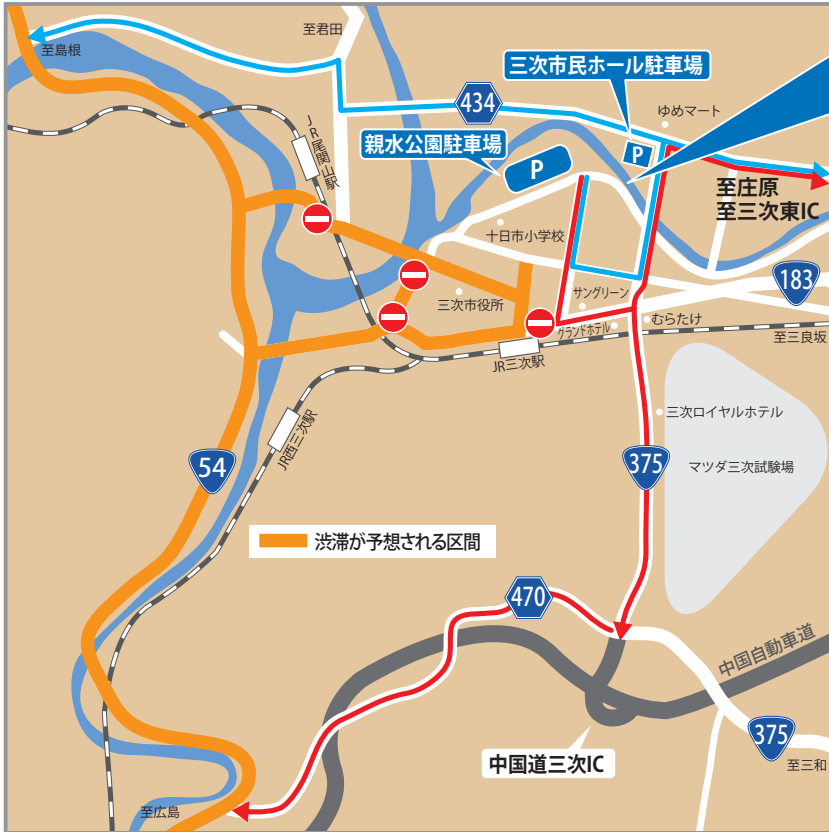 至君田
至島根
三次市民ホール駐車場
434
ゆめマート
JR尾関山駅
親水公園駐車場
P
P
至庄原
至三次東IC
十日市小学校
183
三次市役所
サングリーン
グランドホテル
むらたけ
至三良坂
JR三次駅
三次ロイヤルホテル
JR西三次駅
54
375
マツダ三次試験場
渋滞が予想される区間
470
中国自動車道
375
中国道三次IC
至三和
至広島